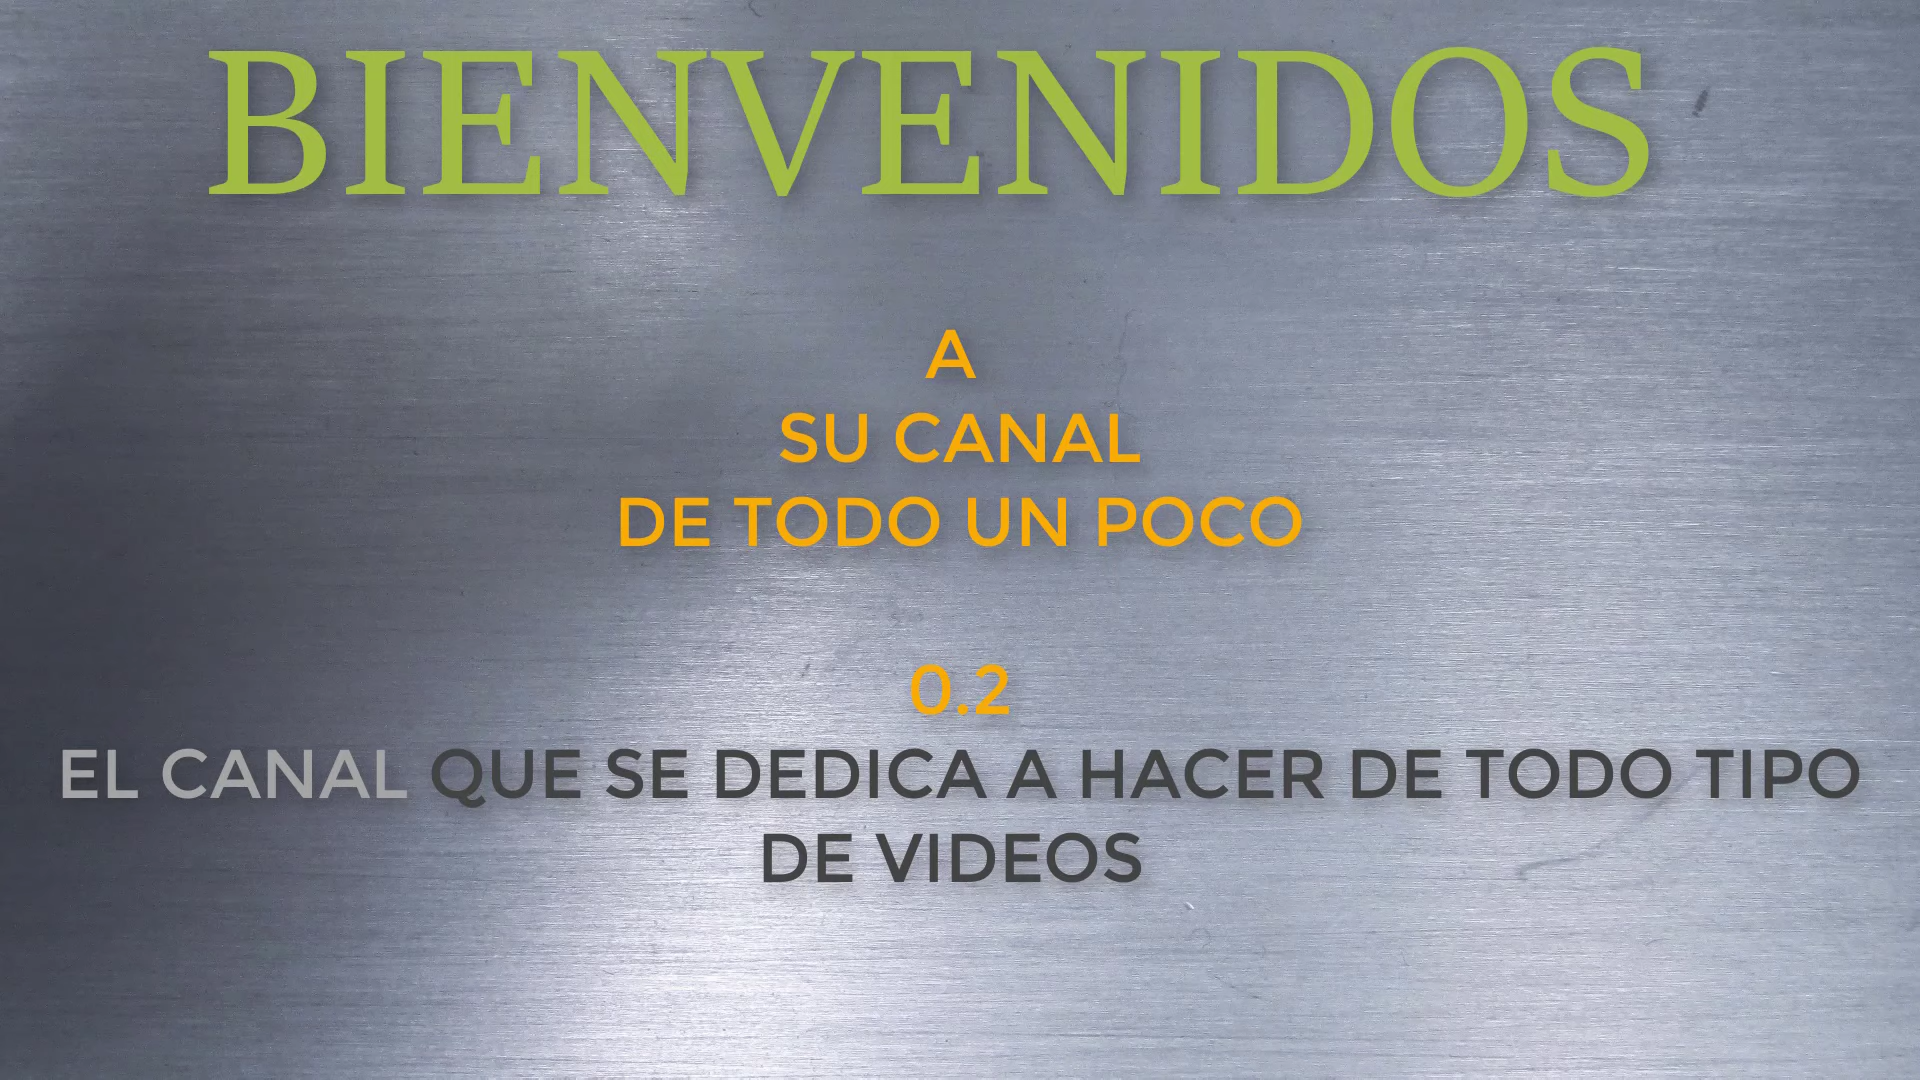 BIENVENIDOS
A
SU CANAL
DE TODO UN POCO
0.2
EL CANAL QUE SE DEDICA A HACER DE TODO TIPO
DE VIDEOS